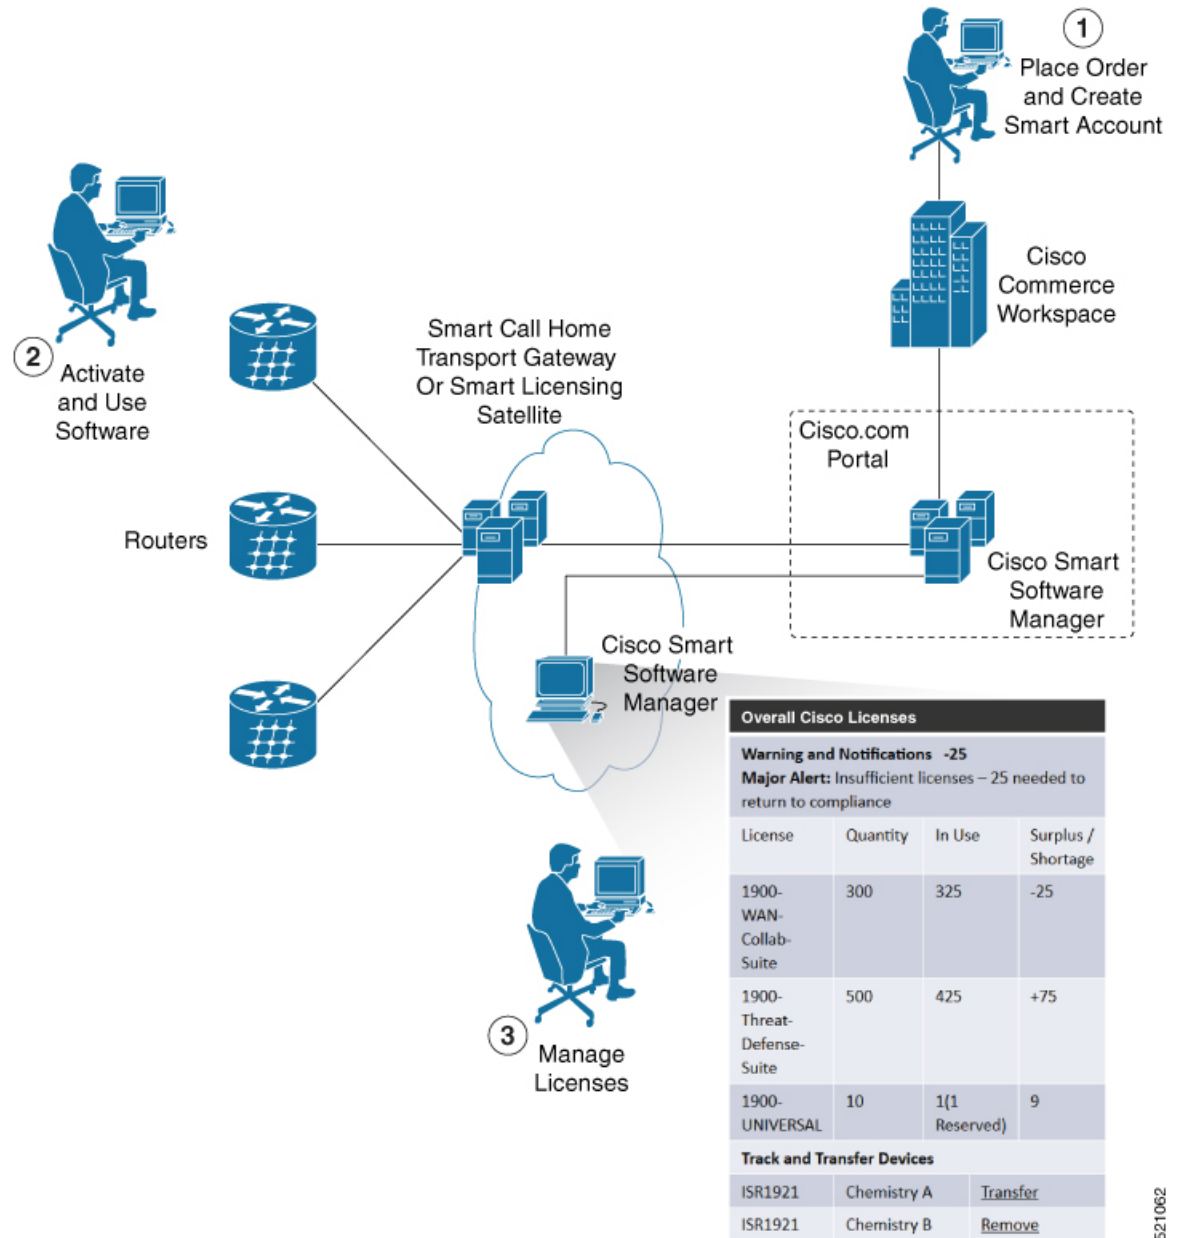 1
Place Order
and Create
Smart Account
Cisco
Commerce
Workspace
2
Activate
and Use
Software
Smart Call Home
Transport Gateway
Or Smart Licensing
Satellite
Cisco.com
Portal
Routers
Cisco Smart
Software
Manager
Cisco Smart
Software
Manager
3
Manage
Licenses
Overall Cisco Licenses
Warning and Notifications -25
Major Alert: Insufficient licenses – 25 needed to
return to compliance
License Quantity In Use Surplus /
Shortage
1900- 300 325 -25
WAN-
Collab-
Suite
1900- 500 425 +75
Threat-
Defense-
Suite
1900- 10 1(1 9
UNIVERSAL Reserved)
Track and Transfer Devices
ISR1921 Chemistry A Transfer
ISR1921 Chemistry B Remove
521062